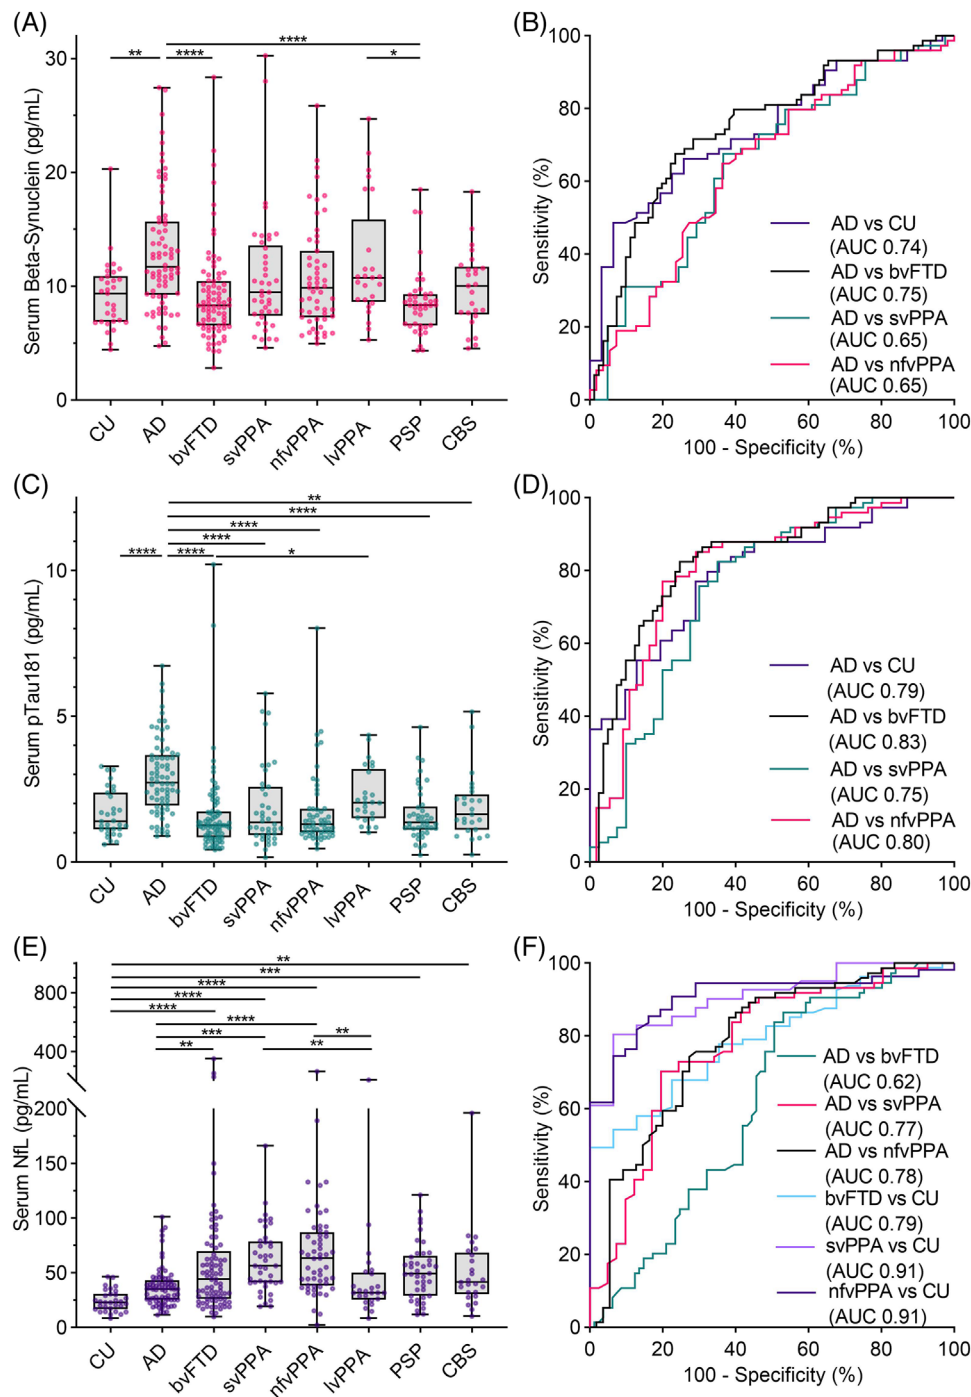 (A)
Serum Beta-Synuclein (pg/mL)
30
20
10
0
**
****
****
*
CU
AD
bvFTD
svPPA
nfvPPA
lvPPA
PSP
CBS
(B)
Sensitivity (%)
100
80
60
40
20
0
0 20 40 60 80 100
100 - Specificity (%)
AD vs CU
(AUC 0.74)
AD vs bvFTD
(AUC 0.75)
AD vs svPPA
(AUC 0.65)
AD vs nfvPPA
(AUC 0.65)
(C)
Serum pTau181 (pg/mL)
10
5
0
**
****
****
****
****
****
*
CU
AD
bvFTD
svPPA
nfvPPA
lvPPA
PSP
CBS
(D)
Sensitivity (%)
100
80
60
40
20
0
0 20 40 60 80 100
100 - Specificity (%)
AD vs CU
(AUC 0.79)
AD vs bvFTD
(AUC 0.83)
AD vs svPPA
(AUC 0.75)
AD vs nfvPPA
(AUC 0.80)
(E)
Serum NfL (pg/mL)
800
400
200
150
100
50
0
**
***
****
****
****
****
***
**
**
**
CU
AD
bvFTD
svPPA
nfvPPA
lvPPA
PSP
CBS
(F)
Sensitivity (%)
100
80
60
40
20
0
0 20 40 60 80 100
100 - Specificity (%)
AD vs bvFTD
(AUC 0.62)
AD vs svPPA
(AUC 0.77)
AD vs nfvPPA
(AUC 0.78)
bvFTD vs CU
(AUC 0.79)
svPPA vs CU
(AUC 0.91)
nfvPPA vs CU
(AUC 0.91)